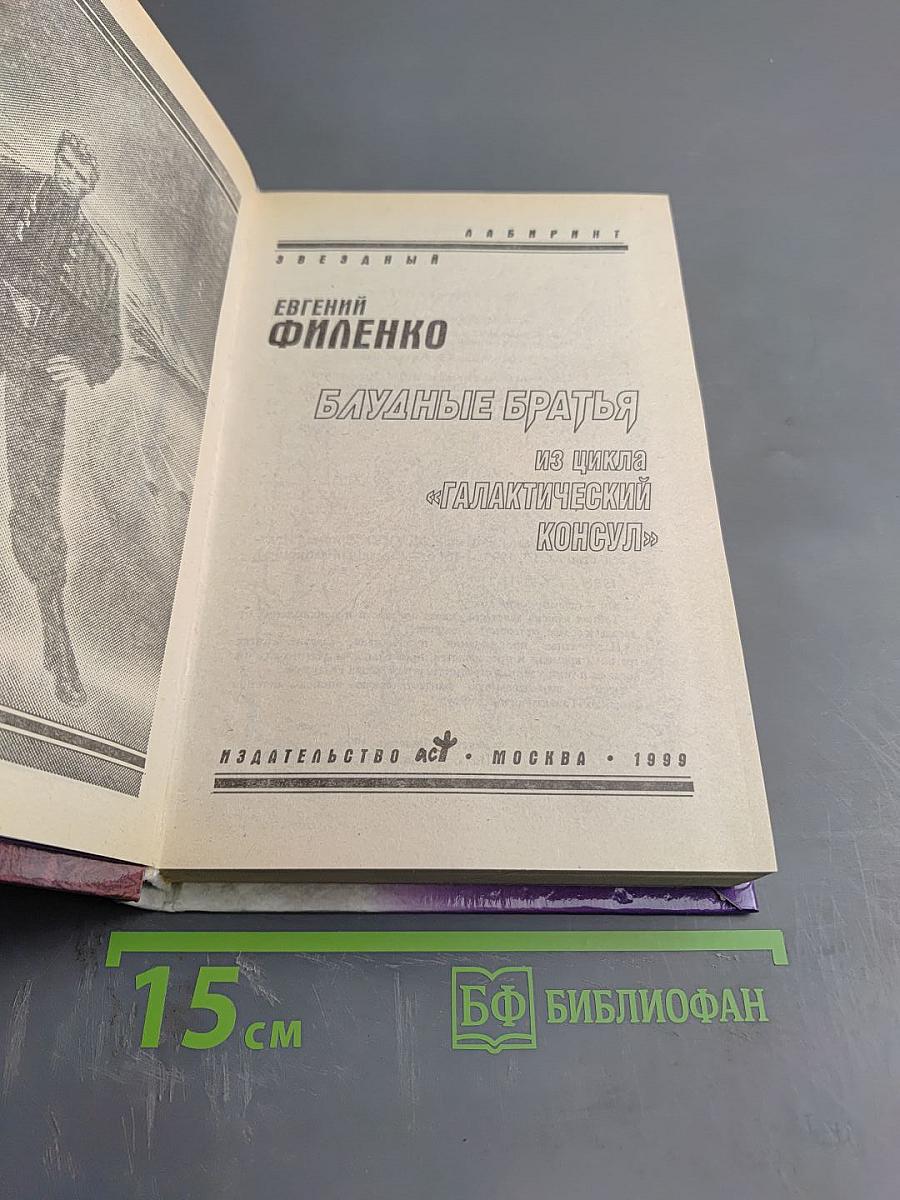 ЛАБИРИНТ
ЗВЕЗДНЫЙ
ЕВГЕНИЙ
ФИЛЕНКО
БЛУДНЫЕ БРАТЬЯ
ИЗ ЦИКЛА
«ГАЛАКТИЧЕСКИЙ
КОНСУЛ»
ИЗДАТЕЛЬСТВО АСТ • МОСКВА • 1999
15 см
БФ БИБЛИОФАН